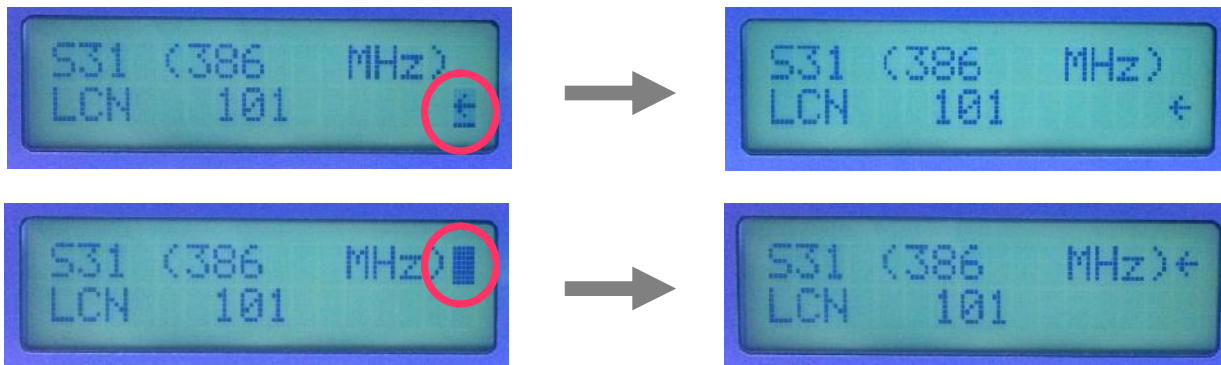 S31 (386 MHz)
LCN 101 ←
S31 (386 MHz)
LCN 101 ←
S31 (386 MHz)
LCN 101
S31 (386 MHz)←
LCN 101